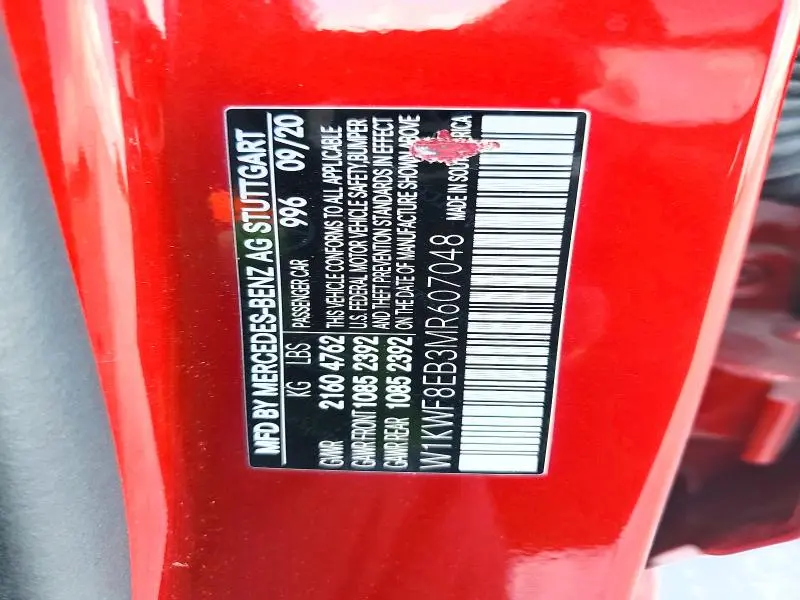 MFD BY MERCEDES-BENZ AG STUTTGART
KG LBS PASSENGER CAR 996 09/20
GVWR 2160 4762 THIS VEHICLE CONFORMS TO ALL APPLICABLE
GAWR FRONT 1085 2392 U.S. FEDERAL MOTOR VEHICLE SAFETY,BUMPER
GAWR REAR 1085 2392 AND THEFT PREVENTION STANDARDS IN EFFECT
ON THE DATE OF MANUFACTURE SHOWN ABOVE
W1KWF8EB3MR607048 MADE IN SOUTH AFRICA